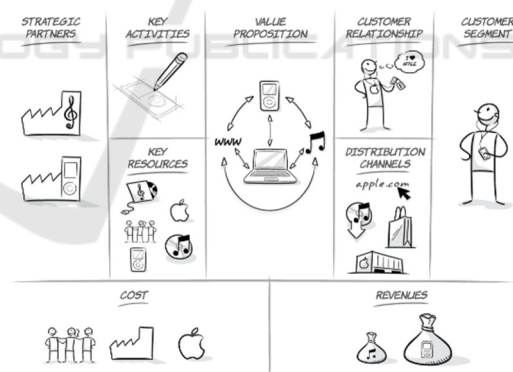 STRATEGIC
PARTNERS
KEY
ACTIVITIES
VALUE
PROPOSITION
CUSTOMER
RELATIONSHIP
CUSTOMER
SEGMENT
I ♥
APPLE
www
KEY
RESOURCES
DISTRIBUTION
CHANNELS
apple.com
COST
REVENUES